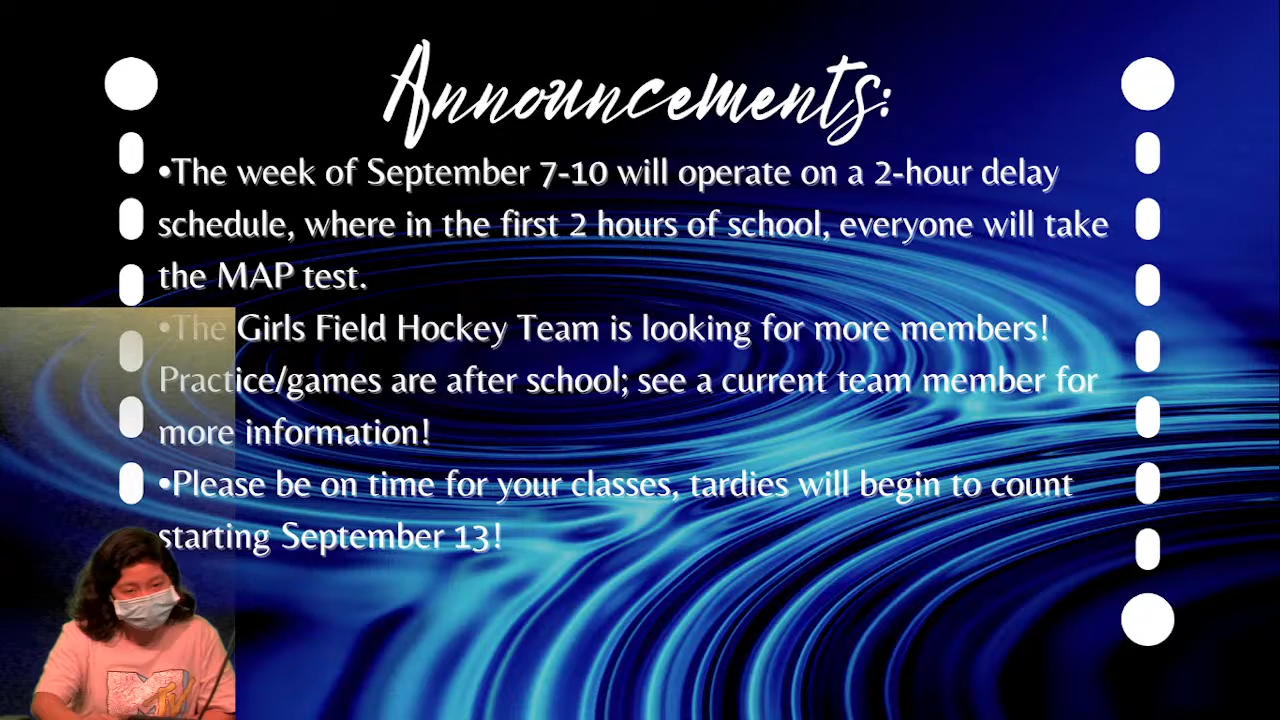 Announcements:
•The week of September 7-10 will operate on a 2-hour delay
schedule, where in the first 2 hours of school, everyone will take
the MAP test.
•The Girls Field Hockey Team is looking for more members!
Practice/games are after school; see a current team member for
more information!
•Please be on time for your classes, tardies will begin to count
starting September 13!
MTV